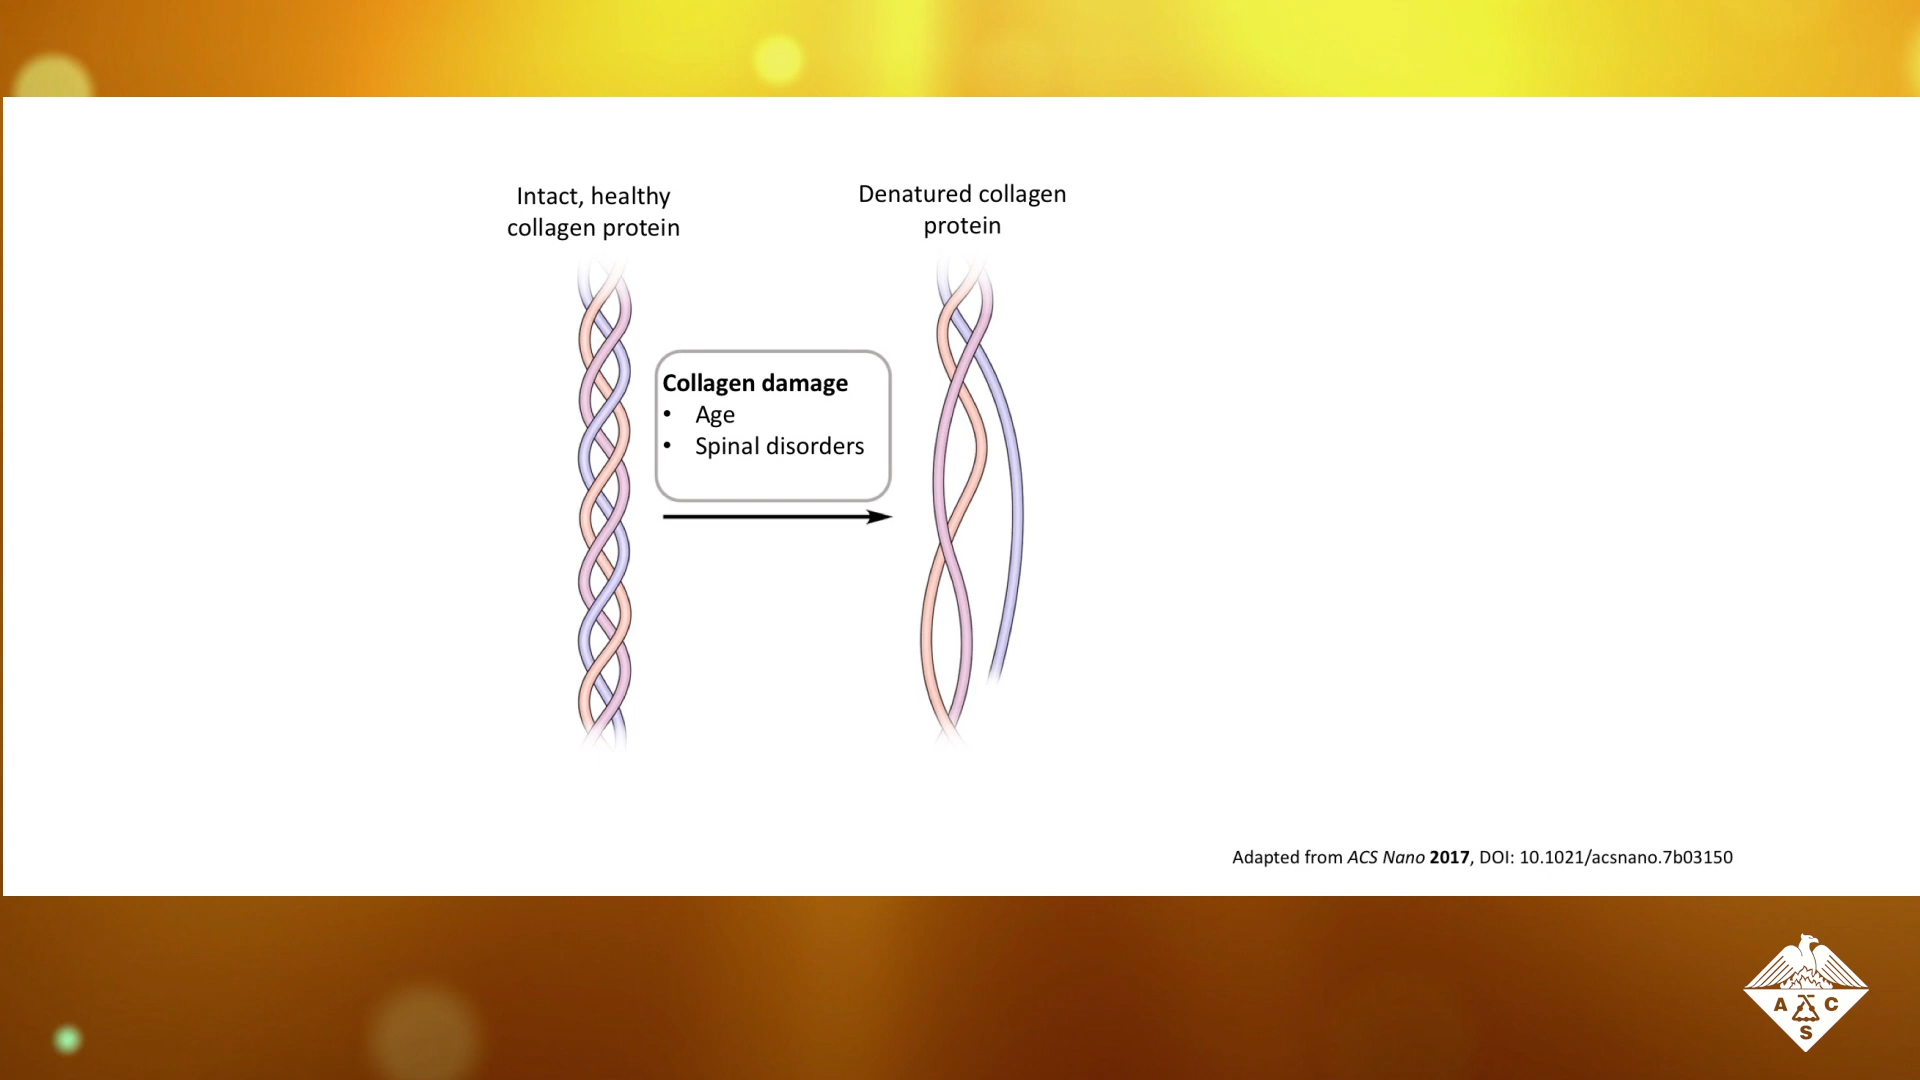 Intact, healthy
collagen protein
Denatured collagen
protein
Collagen damage
• Age
• Spinal disorders
Adapted from ACS Nano 2017, DOI: 10.1021/acsnano.7b03150
A C
S